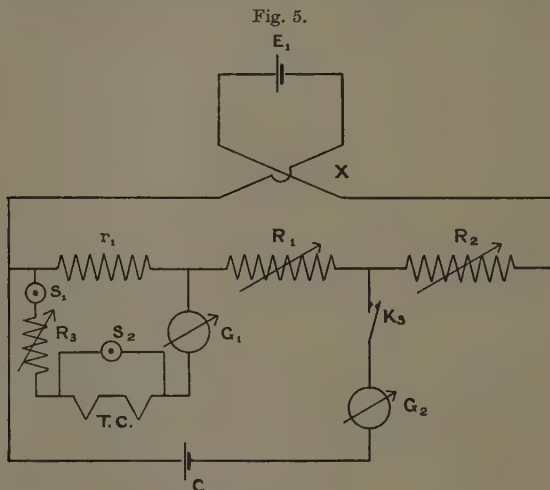 Fig. 5.
E₁
X
r₁
R₁
R₂
S₁
R₃
S₂
G₁
K₃
T.C.
G₂
C